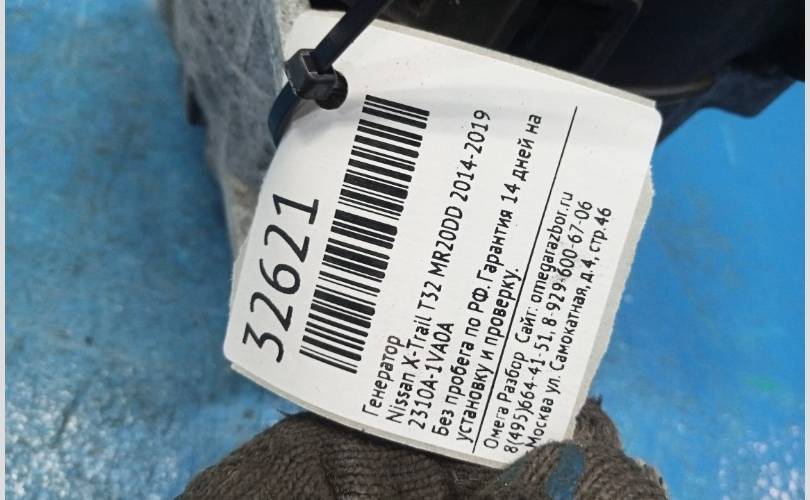 32621
Генератор
Nissan X-Trail T32 MR20DD 2014-2019
2310A-1VA0A
Без пробега по РФ. Гарантия 14 дней на
установку и проверку.
Омега Разбор Сайт: omegarazbor.ru
8(495)664-41-51, 8-929-600-67-06
Москва ул. Самокатная, д.4, стр.46